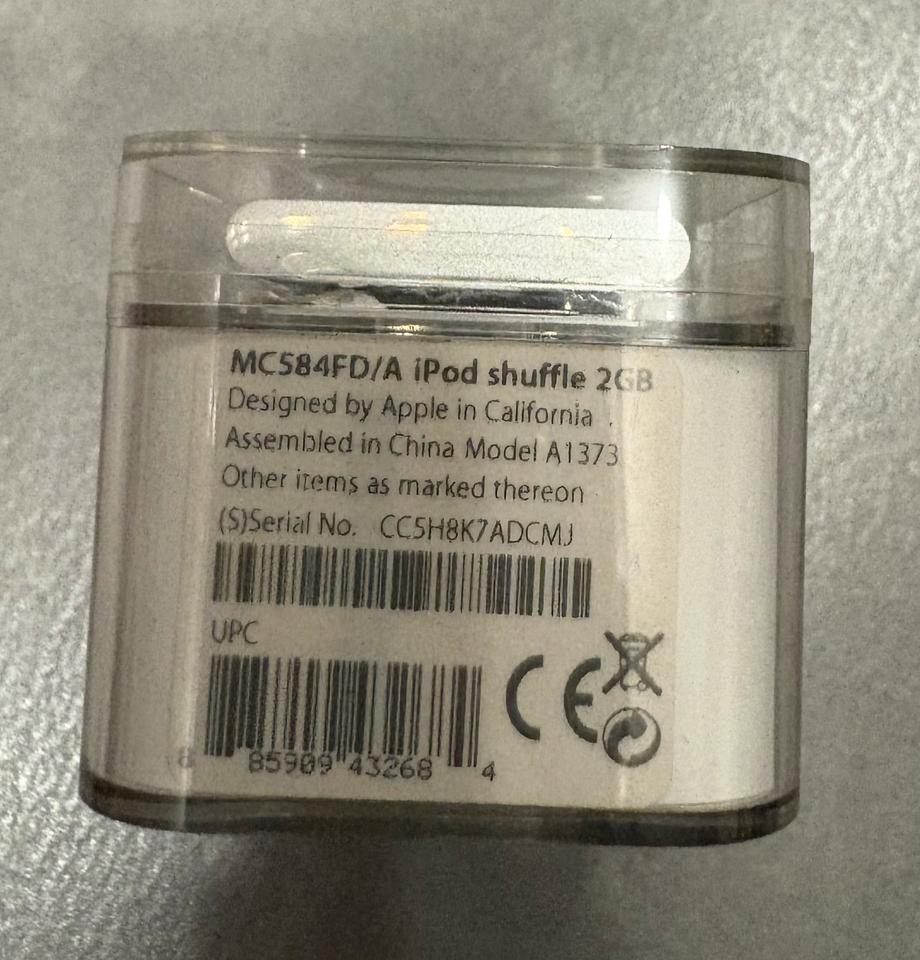 MC584FD/A iPod shuffle 2GB
Designed by Apple in California
Assembled in China Model A1373
Other items as marked thereon
(S)Serial No. CC5H8K7ADCMJ
UPC
CE
8 85909 43268 4